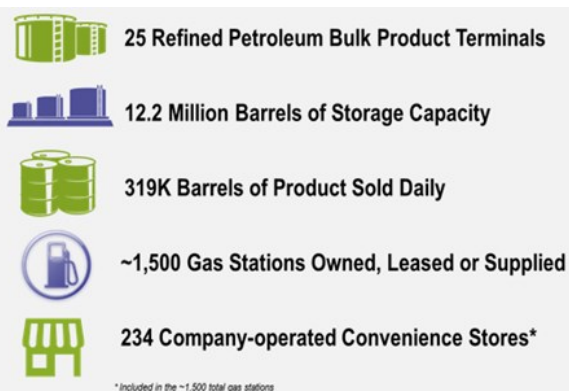 25 Refined Petroleum Bulk Product Terminals
12.2 Million Barrels of Storage Capacity
319K Barrels of Product Sold Daily
~1,500 Gas Stations Owned, Leased or Supplied
234 Company-operated Convenience Stores*
* Included in the ~1,500 total gas stations